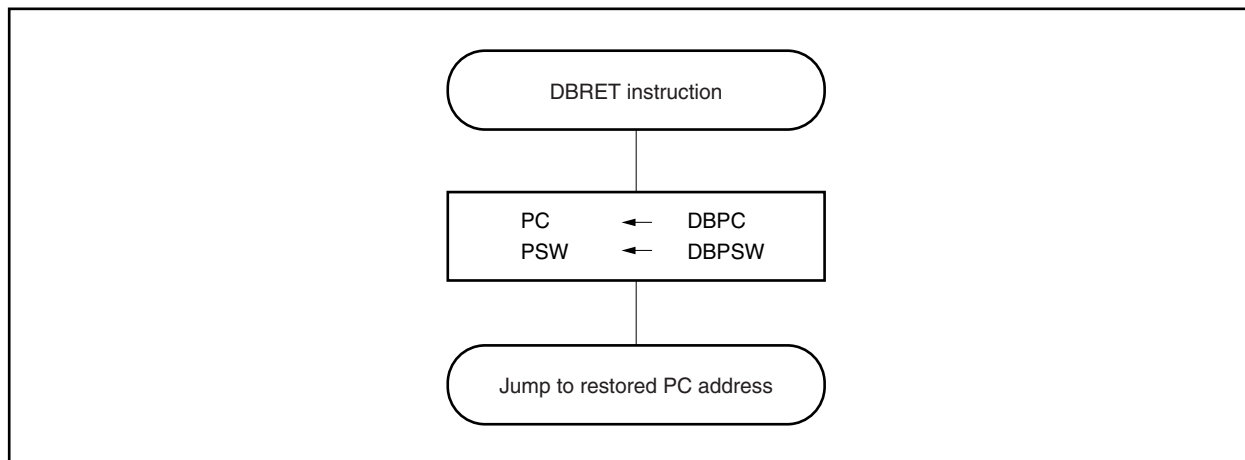 DBRET instruction
PC ← DBPC
PSW ← DBPSW
Jump to restored PC address